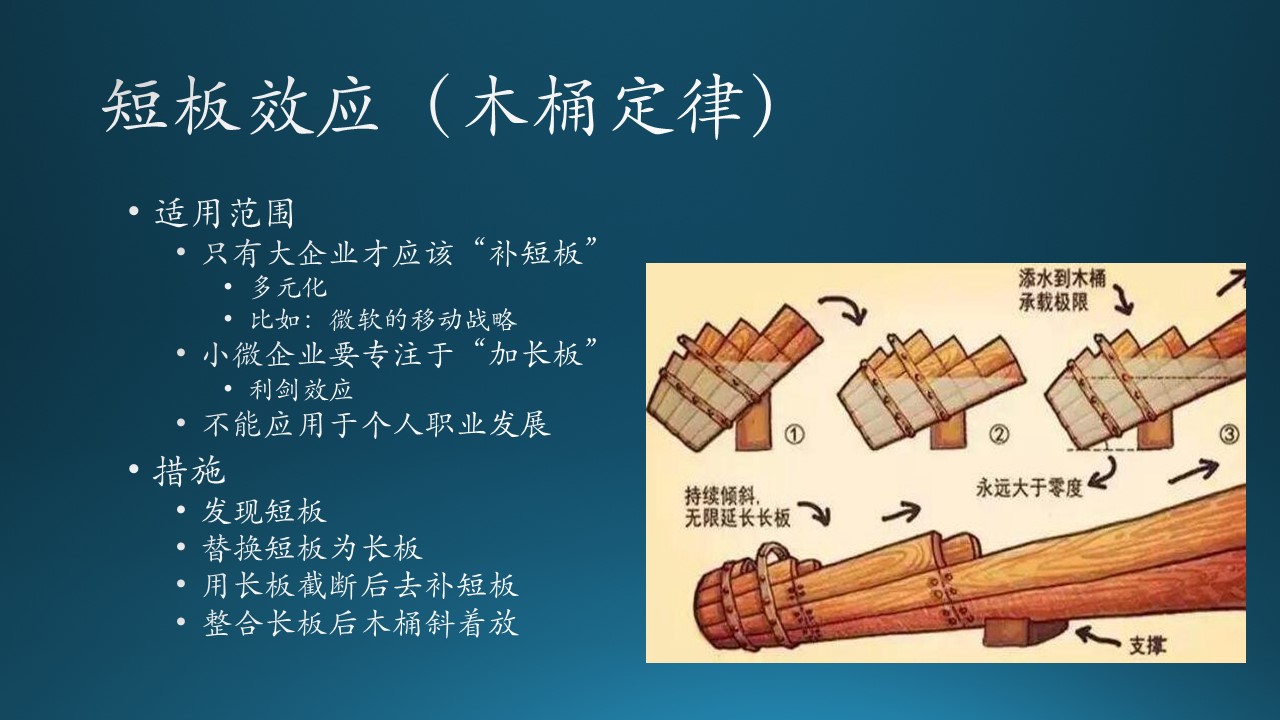 短板效应（木桶定律）
• 适用范围
• 只有大企业才应该“补短板”
• 多元化
• 比如：微软的移动战略
• 小微企业要专注于“加长板”
• 利剑效应
• 不能应用于个人职业发展
• 措施
• 发现短板
• 替换短板为长板
• 用长板截断后去补短板
• 整合长板后木桶斜着放
添水到木桶
承载极限
①
②
③
永远大于零度
持续倾斜,
无限延长长板
支撑